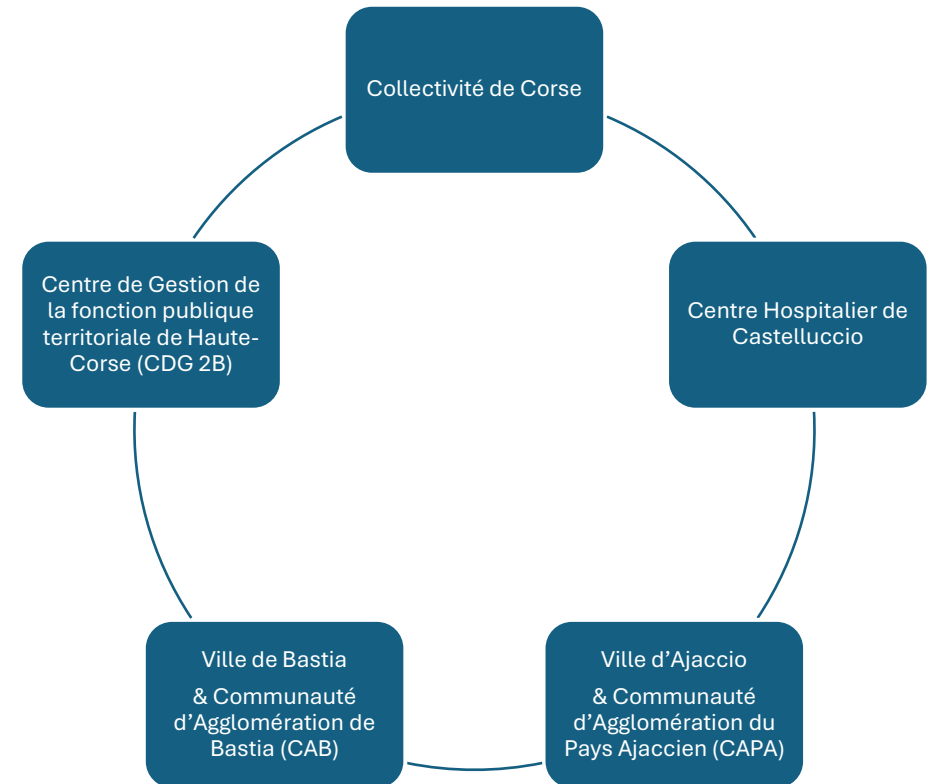 Collectivité de Corse
Centre de Gestion de
la fonction publique
territoriale de Haute-
Corse (CDG 2B)
Centre Hospitalier de
Castelluccio
Ville de Bastia
& Communauté
d’Agglomération de
Bastia (CAB)
Ville d’Ajaccio
& Communauté
d’Agglomération du
Pays Ajaccien (CAPA)